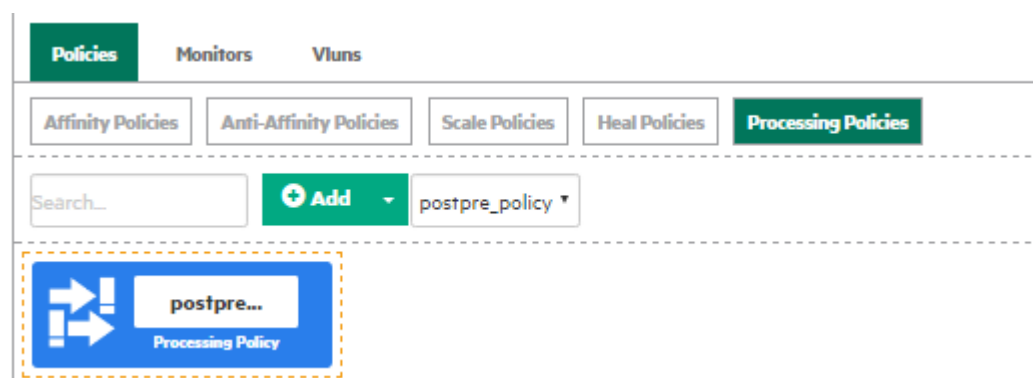 Policies Monitors Vluns
Affinity Policies Anti-Affinity Policies Scale Policies Heal Policies Processing Policies
Search... Add postpre_policy
postpre...
Processing Policy